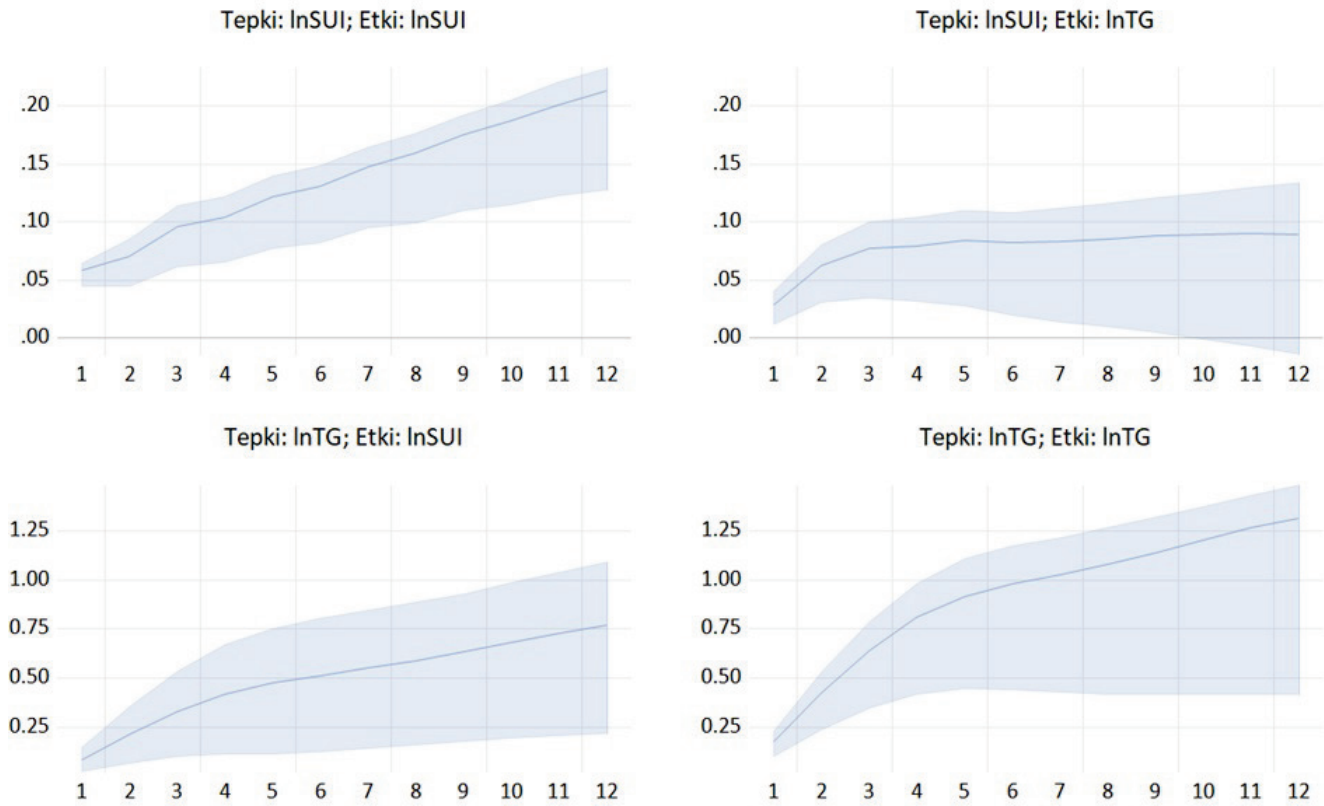 Tepki: lnSUI; Etki: lnSUI
.20
.15
.10
.05
.00
1 2 3 4 5 6 7 8 9 10 11 12
Tepki: lnSUI; Etki: lnTG
.20
.15
.10
.05
.00
1 2 3 4 5 6 7 8 9 10 11 12
Tepki: lnTG; Etki: lnSUI
1.25
1.00
0.75
0.50
0.25
1 2 3 4 5 6 7 8 9 10 11 12
Tepki: lnTG; Etki: lnTG
1.25
1.00
0.75
0.50
0.25
1 2 3 4 5 6 7 8 9 10 11 12